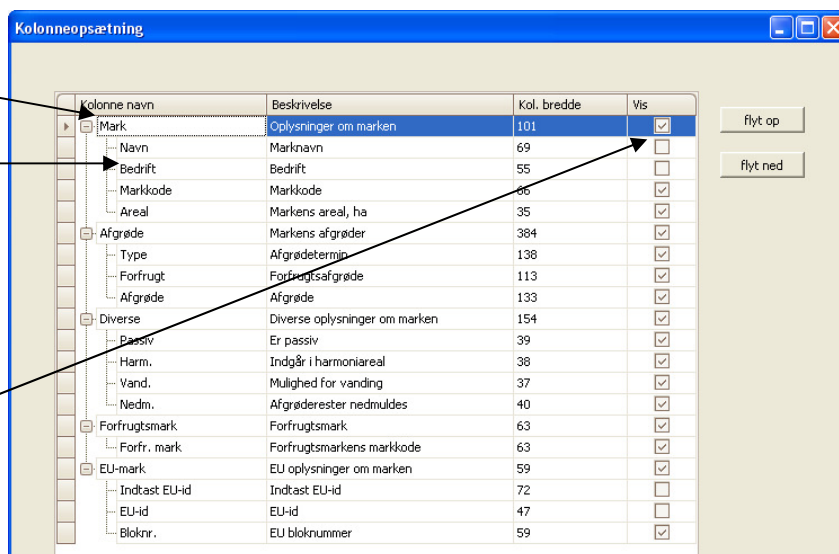 Kolonneopsætning
Kolonne navn Beskrivelse Kol. bredde Vis
Mark Oplysninger om marken 101
Navn Marknavn 69
Bedrift Bedrift 55
Markkode Markkode 66
Areal Markens areal, ha 35
Afgrøde Markens afgrøder 384
Type Afgrødetermin 138
Forfrugt Forfrugtsafgrøde 113
Afgrøde Afgrøde 133
Diverse Diverse oplysninger om marken 154
Passiv Er passiv 39
Harm. Indgår i harmoniareal 38
Vand. Mulighed for vanding 37
Nedm. Afgrøderester nedmuldes 40
Forfrugtsmark Forfrugtsmark 63
Forfr. mark Forfrugtsmarkens markkode 63
EU-mark EU oplysninger om marken 59
Indtast EU-id Indtast EU-id 72
EU-id EU-id 47
Bloknr. EU bloknummer 59
flyt op
flyt ned